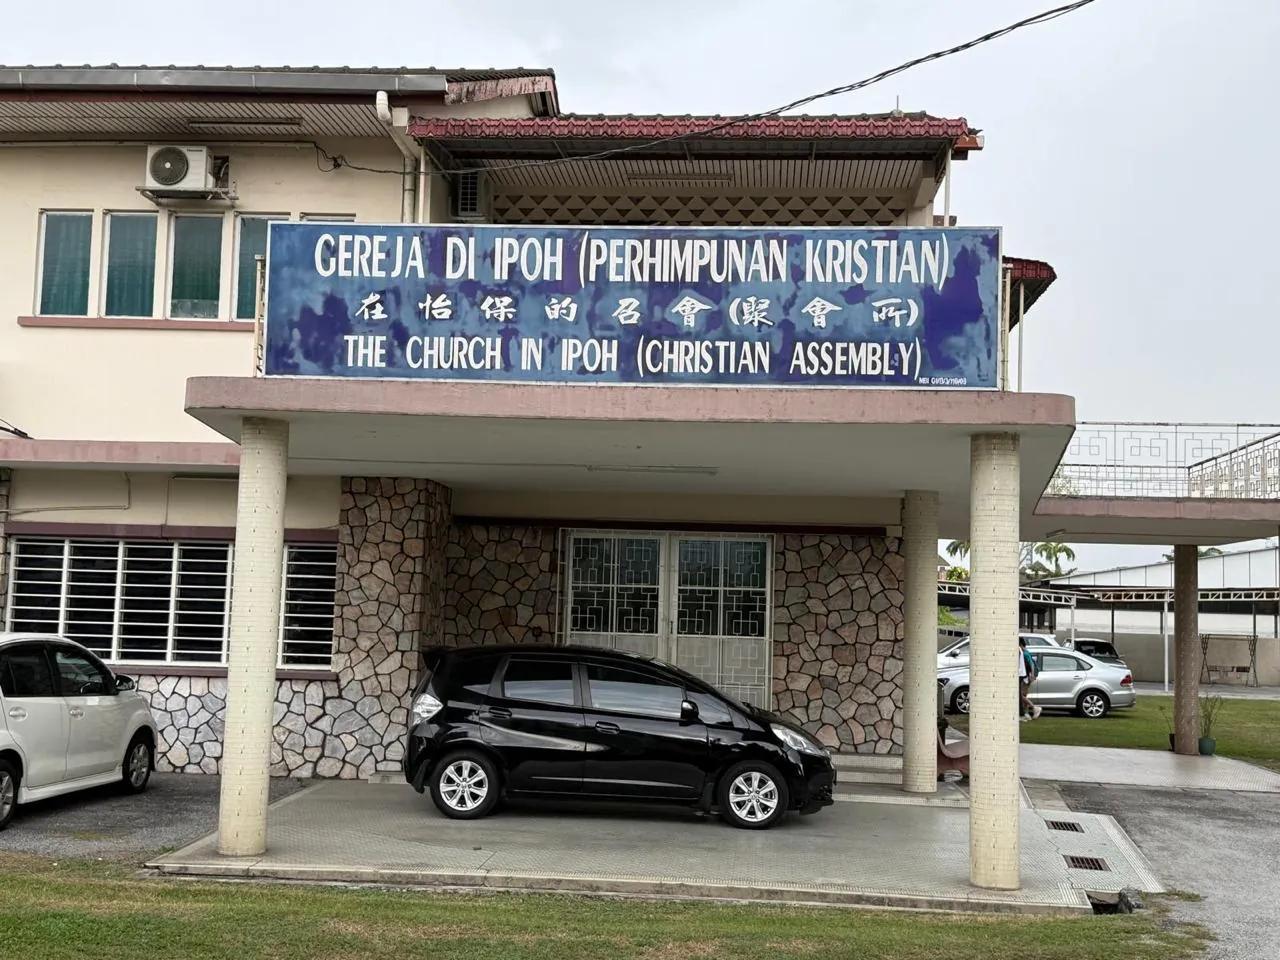 GEREJA DI IPOH (PERHIMPUNAN KRISTIAN)
在怡保的召會(聚會所)
THE CHURCH IN IPOH (CHRISTIAN ASSEMBLY)